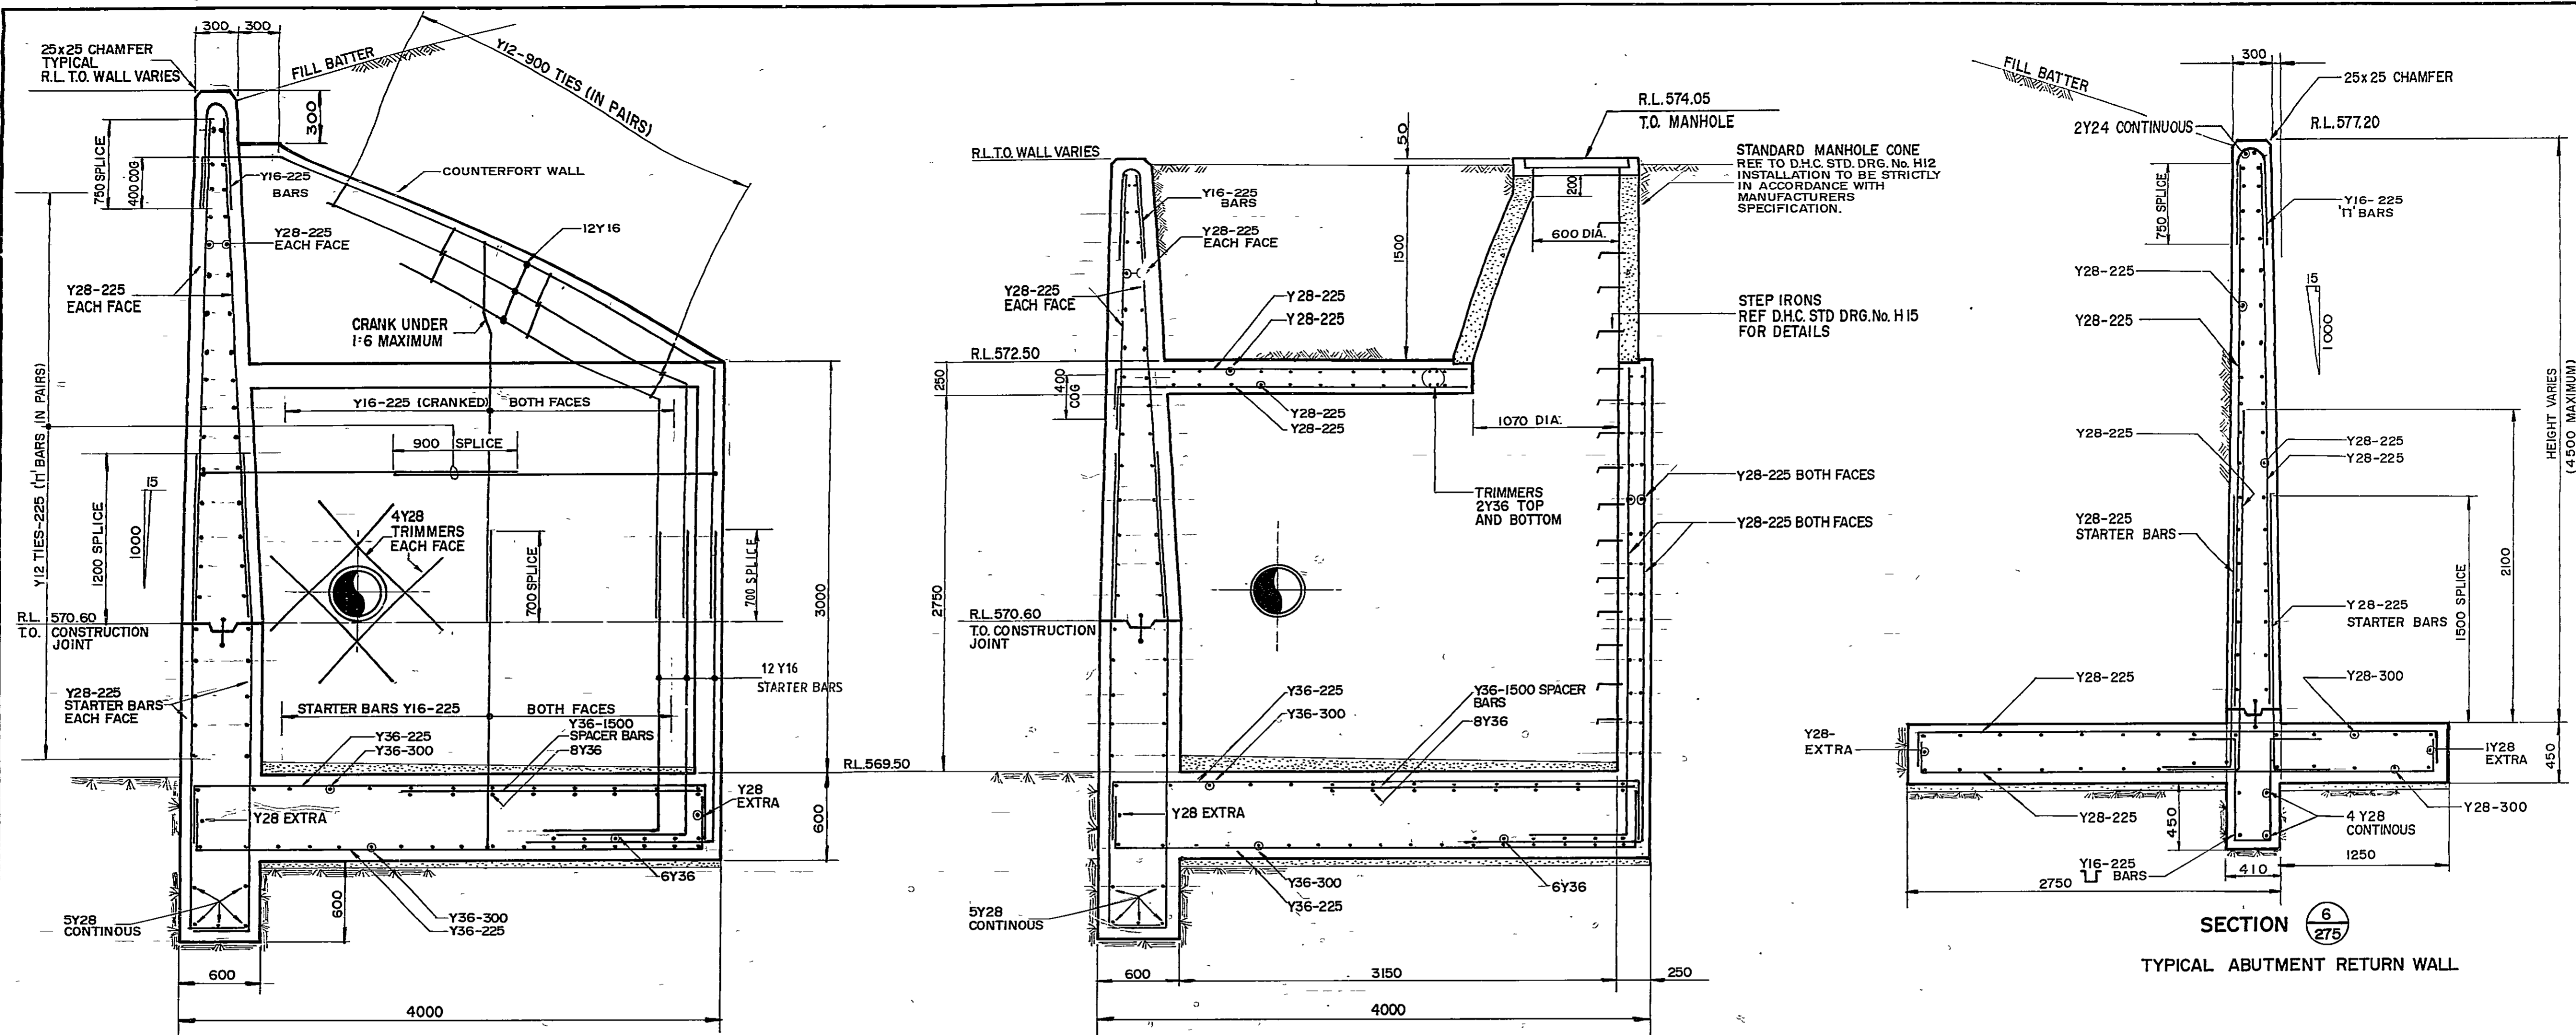 300
300
25x25 CHAMFER
TYPICAL
R.L. T.O. WALL VARIES
FILL BATTER
Y12-900 TIES (IN PAIRS)
300
750 SPLICE
400 COG
Y16-225
BARS
COUNTERFORT WALL
12Y16
Y28-225
EACH FACE
Y28-225
EACH FACE
CRANK UNDER
1:6 MAXIMUM
Y12 TIES-225 ('П' BARS IN PAIRS)
Y16-225 (CRANKED) BOTH FACES
900 SPLICE
1200 SPLICE
15
1000
4Y28
TRIMMERS
EACH FACE
700 SPLICE
700 SPLICE
3000
R.L. 570.60
T.O. CONSTRUCTION
JOINT
12 Y16
STARTER BARS
Y28-225
STARTER BARS
EACH FACE
STARTER BARS Y16-225 BOTH FACES
Y36-1500
SPACER BARS
8Y36
Y36-225
Y36-300
R.L. 569.50
Y28
EXTRA
Y28 EXTRA
600
6Y36
600
5Y28
CONTINOUS
Y36-300
Y36-225
600
4000
R.L. 574.05
T.O. MANHOLE
50
R.L.T.O. WALL VARIES
STANDARD MANHOLE CONE
REF TO D.H.C. STD. DRG. No. H12
INSTALLATION TO BE STRICTLY
IN ACCORDANCE WITH
MANUFACTURERS
SPECIFICATION.
200
Y16-225
BARS
Y28-225
EACH FACE
600 DIA.
1500
Y28-225
EACH FACE
Y28-225
Y28-225
STEP IRONS
REF D.H.C. STD DRG. No. H15
FOR DETAILS
R.L.572.50
250
400
COG
Y28-225
Y28-225
1070 DIA.
Y28-225 BOTH FACES
TRIMMERS
2Y36 TOP
AND BOTTOM
Y28-225 BOTH FACES
2750
R.L.570.60
T.O. CONSTRUCTION
JOINT
Y36-225
Y36-300
Y36-1500 SPACER
BARS
8Y36
Y28 EXTRA
Y36-300
Y36-225
6Y36
5Y28
CONTINOUS
600
3150
250
4000
300
FILL BATTER
25x25 CHAMFER
2Y24 CONTINUOUS
R.L.577.20
750 SPLICE
Y16-225
'П' BARS
Y28-225
15
1000
Y28-225
HEIGHT VARIES
(4500 MAXIMUM)
Y28-225
Y28-225
Y28-225
Y28-225
STARTER BARS
2100
1500 SPLICE
Y28-225
STARTER BARS
Y28-225
Y28-300
Y28-
EXTRA
1Y28
EXTRA
450
Y28-225
450
Y28-300
4 Y28
CONTINOUS
Y16-225
BARS
1250
410
2750
SECTION 6
275
TYPICAL ABUTMENT RETURN WALL